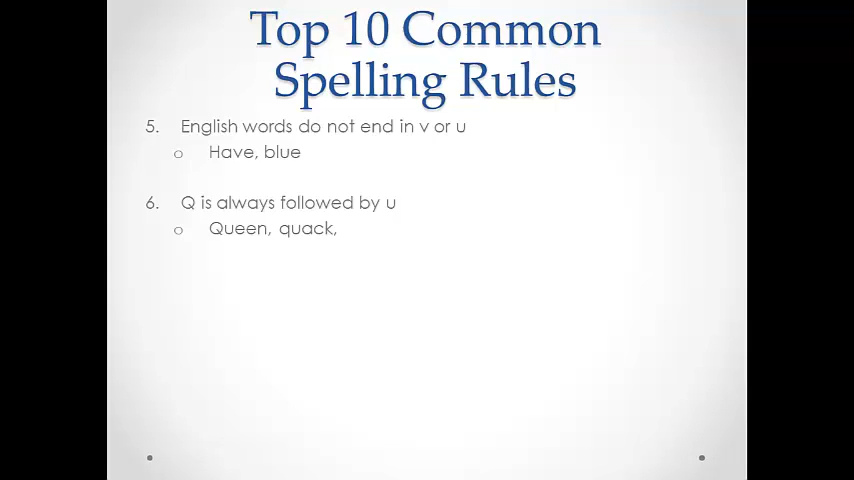 Top 10 Common
Spelling Rules
5. English words do not end in v or u
o Have, blue
6. Q is always followed by u
o Queen, quack,